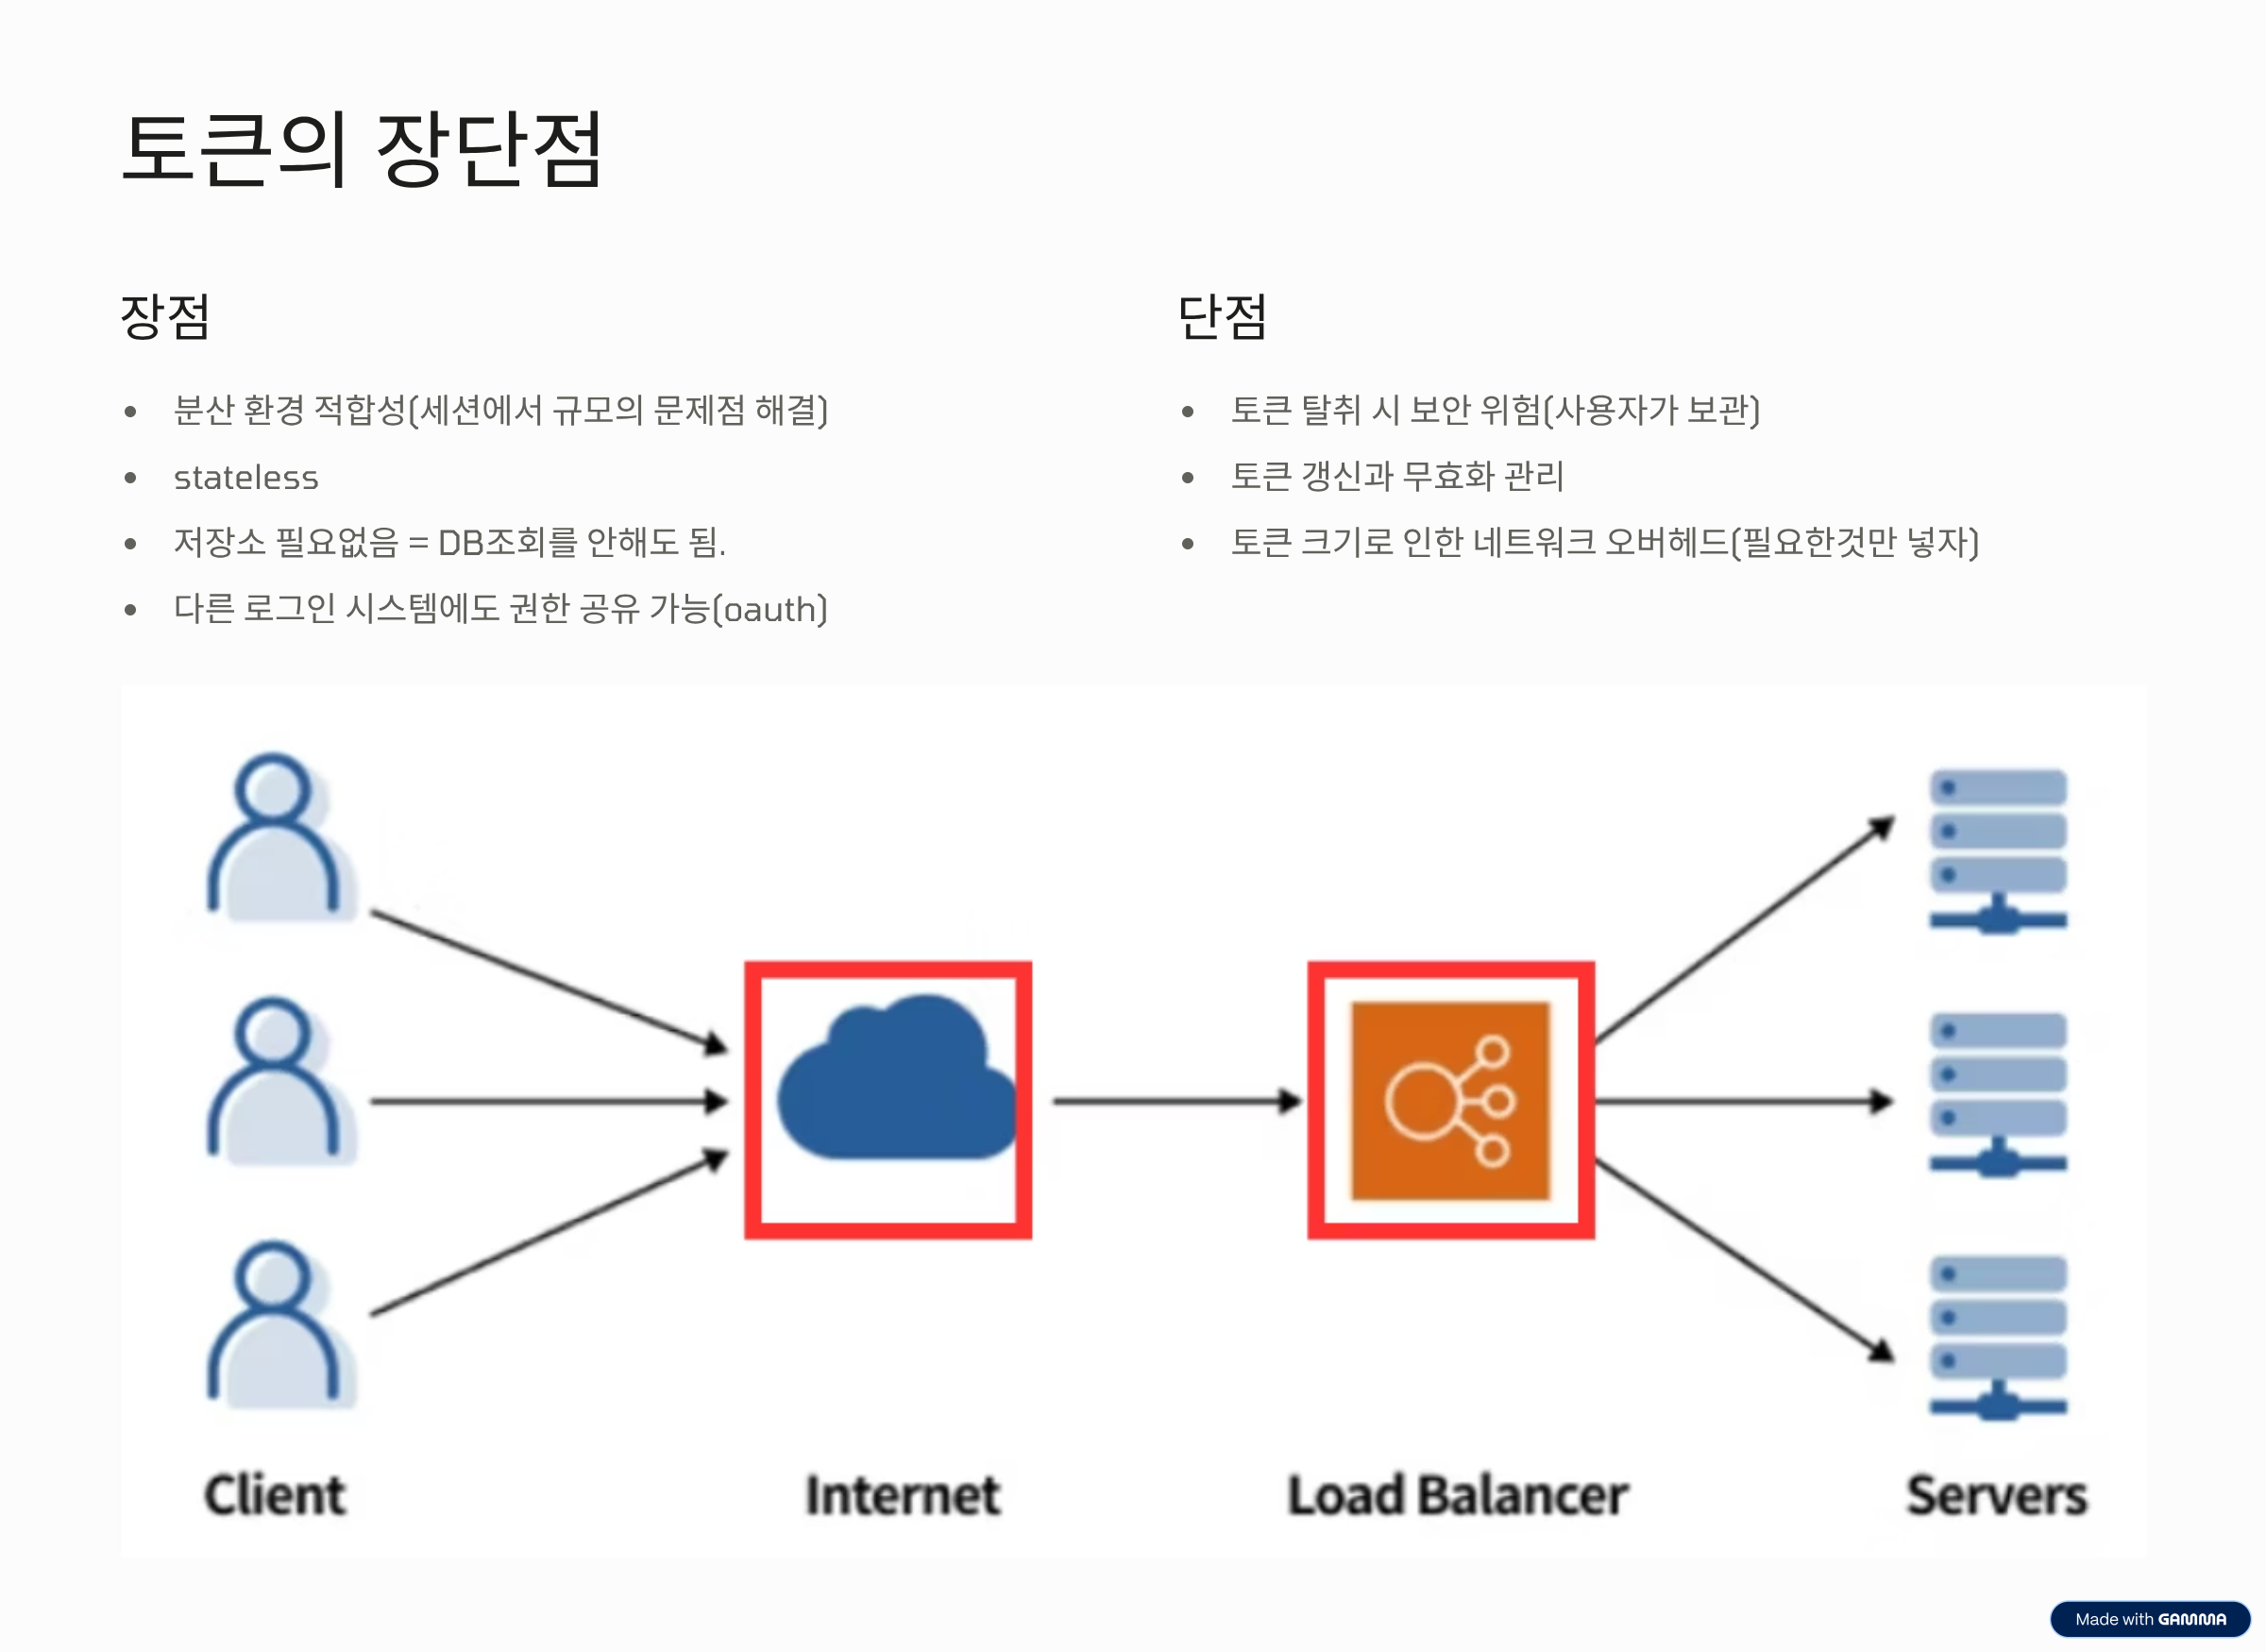 토큰의 장단점
장점
분산 환경 적합성(세션에서 규모의 문제점 해결)
stateless
저장소 필요없음 = DB조회를 안해도 됨.
다른 로그인 시스템에도 권한 공유 가능(oauth)
단점
토큰 탈취 시 보안 위험(사용자가 보관)
토큰 갱신과 무효화 관리
토큰 크기로 인한 네트워크 오버헤드(필요한것만 넣자)
Client
Internet
Load Balancer
Servers
Made with GAMMA